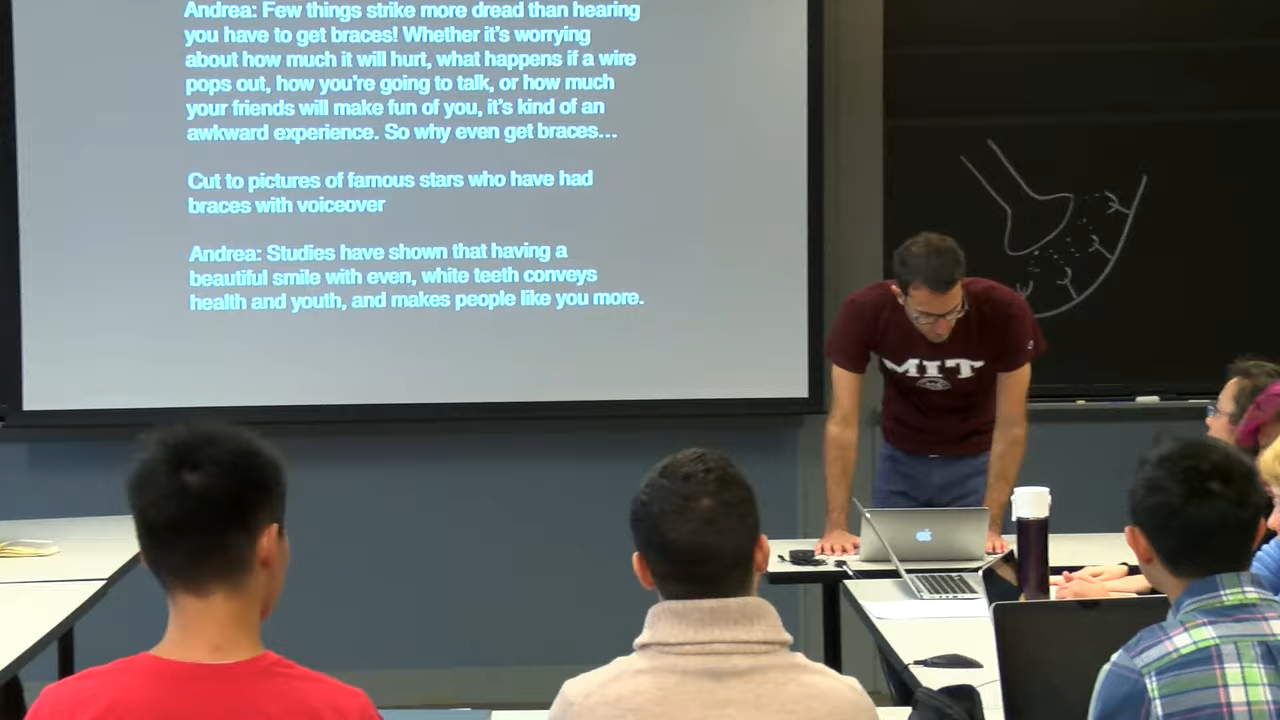 Andrea: Few things strike more dread than hearing
you have to get braces! Whether it's worrying
about how much it will hurt, what happens if a wire
pops out, how you're going to talk, or how much
your friends will make fun of you, it's kind of an
awkward experience. So why even get braces…
Cut to pictures of famous stars who have had
braces with voiceover
Andrea: Studies have shown that having a
beautiful smile with even, white teeth conveys
health and youth, and makes people like you more.
MIT